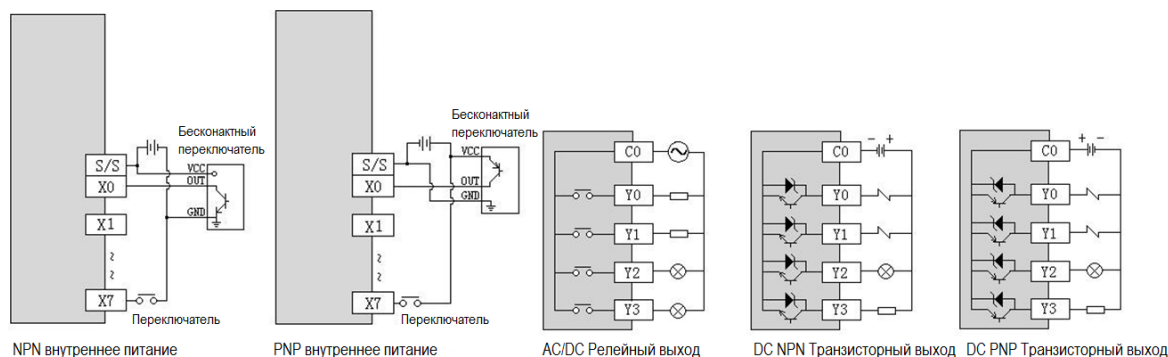 Бесконактный
переключатель
S/S
VCC
X0
OUT
GND
X1
X7
Переключатель
NPN внутреннее питание
Бесконактный
переключатель
VCC
S/S
X0
OUT
GND
X1
X7
Переключатель
PNP внутреннее питание
C0
Y0
Y1
Y2
Y3
AC/DC Релейный выход
- +
C0
Y0
Y1
Y2
Y3
DC NPN Транзисторный выход
+ -
C0
Y0
Y1
Y2
Y3
DC PNP Транзисторный выход